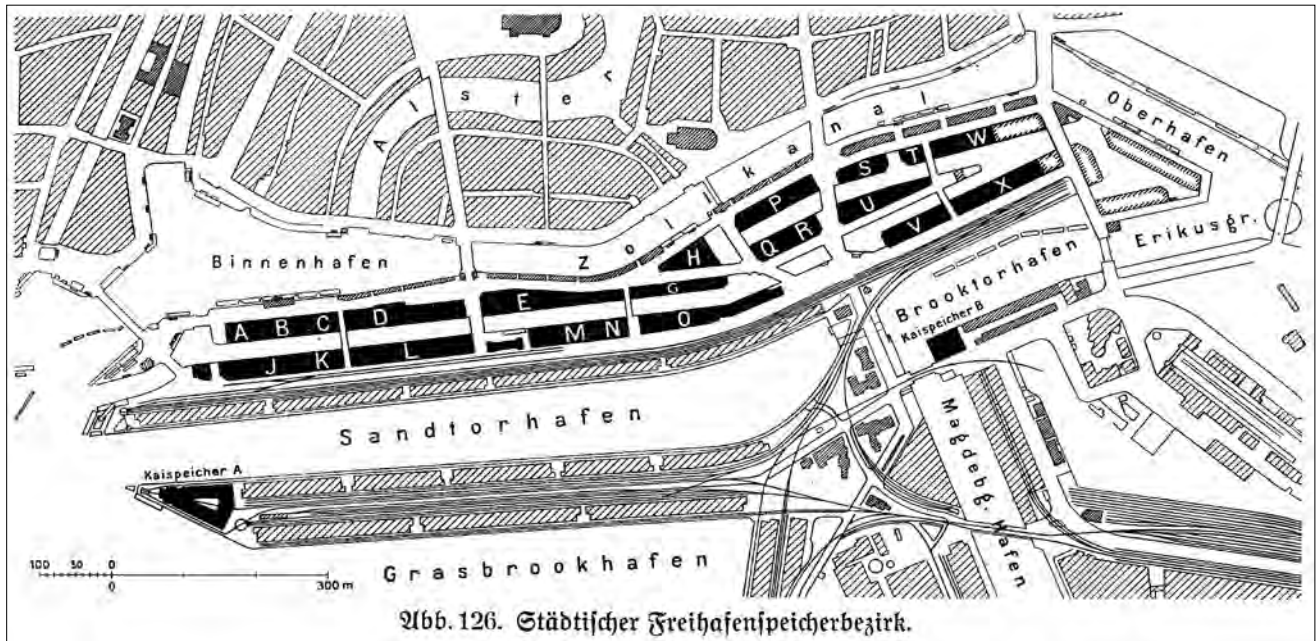 Alster
Oberhafen
Zollkanal
W
S T
P
U
X
Q R
V
Erikusgr.
H
Binnenhafen
G
Brooktorhafen
E
A B C D
M N O
Kaispeicher B
J K L
Sandtorhafen
Magdebg. Hafen
Kaispeicher A
100 50 0
0 300 m
Grasbrookhafen
Abb. 126. Städtiſcher Freihafenſpeicherbezirk.